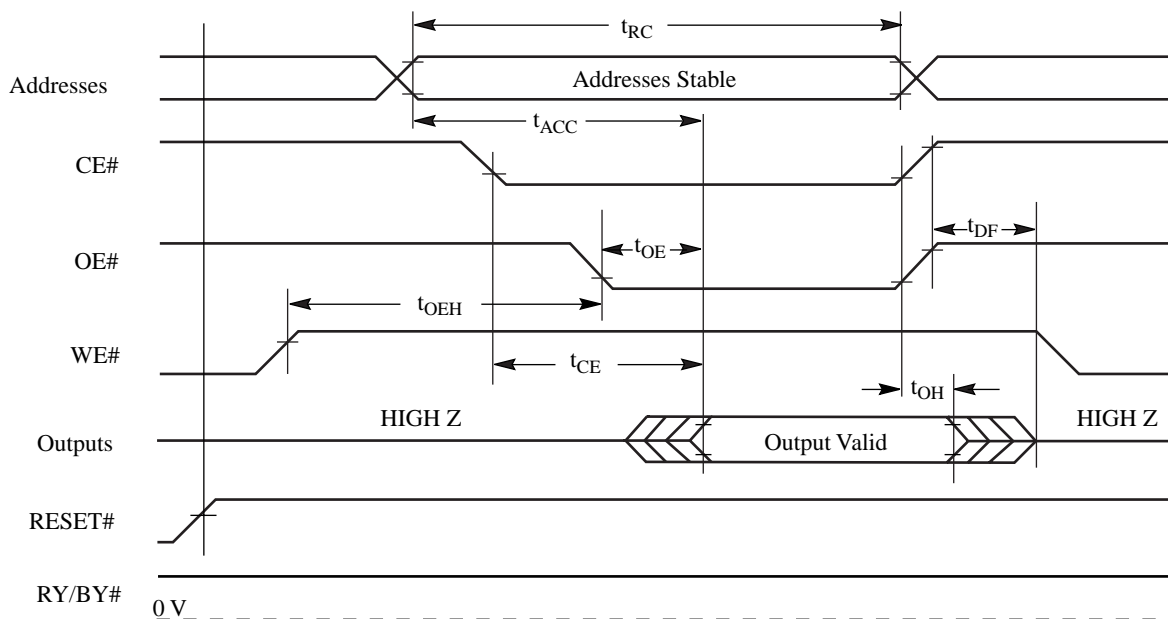 tRC
Addresses
Addresses Stable
tACC
CE#
OE#
tOE
tDF
tOEH
WE#
tCE
tOH
HIGH Z
HIGH Z
Outputs
Output Valid
RESET#
RY/BY#
0 V